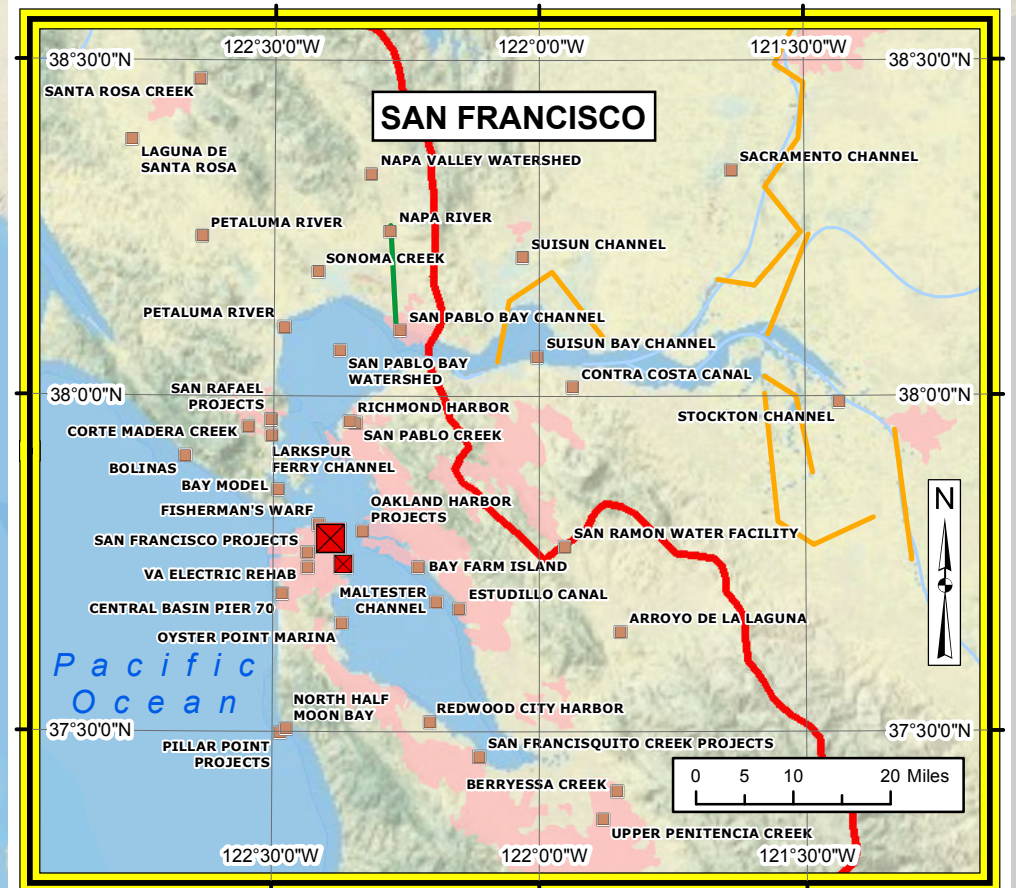 122°30'0"W
122°0'0"W
121°30'0"W
38°30'0"N
38°30'0"N
SANTA ROSA CREEK
SAN FRANCISCO
LAGUNA DE
SANTA ROSA
NAPA VALLEY WATERSHED
SACRAMENTO CHANNEL
PETALUMA RIVER
NAPA RIVER
SUISUN CHANNEL
SONOMA CREEK
PETALUMA RIVER
SAN PABLO BAY CHANNEL
SUISUN BAY CHANNEL
SAN PABLO BAY
WATERSHED
CONTRA COSTA CANAL
38°0'0"N
38°0'0"N
SAN RAFAEL
PROJECTS
RICHMOND HARBOR
STOCKTON CHANNEL
CORTE MADERA CREEK
SAN PABLO CREEK
LARKSPUR
FERRY CHANNEL
BOLINAS
BAY MODEL
FISHERMAN'S WARF
OAKLAND HARBOR
PROJECTS
N
SAN FRANCISCO PROJECTS
SAN RAMON WATER FACILITY
VA ELECTRIC REHAB
BAY FARM ISLAND
MALTESTER
CHANNEL
ESTUDILLO CANAL
CENTRAL BASIN PIER 70
ARROYO DE LA LAGUNA
OYSTER POINT MARINA
Pacific
Ocean
NORTH HALF
MOON BAY
REDWOOD CITY HARBOR
37°30'0"N
37°30'0"N
PILLAR POINT
PROJECTS
SAN FRANCISQUITO CREEK PROJECTS
0 5 10 20 Miles
BERRYESSA CREEK
UPPER PENITENCIA CREEK
122°30'0"W
122°0'0"W
121°30'0"W